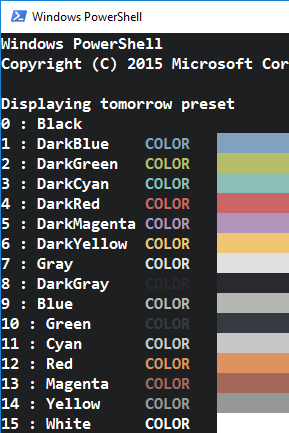 Windows PowerShell
Windows PowerShell
Copyright (C) 2015 Microsoft Cor
Displaying tomorrow preset
0 : Black
1 : DarkBlue COLOR
2 : DarkGreen COLOR
3 : DarkCyan COLOR
4 : DarkRed COLOR
5 : DarkMagenta COLOR
6 : DarkYellow COLOR
7 : Gray COLOR
8 : DarkGray COLOR
9 : Blue COLOR
10 : Green COLOR
11 : Cyan COLOR
12 : Red COLOR
13 : Magenta COLOR
14 : Yellow COLOR
15 : White COLOR